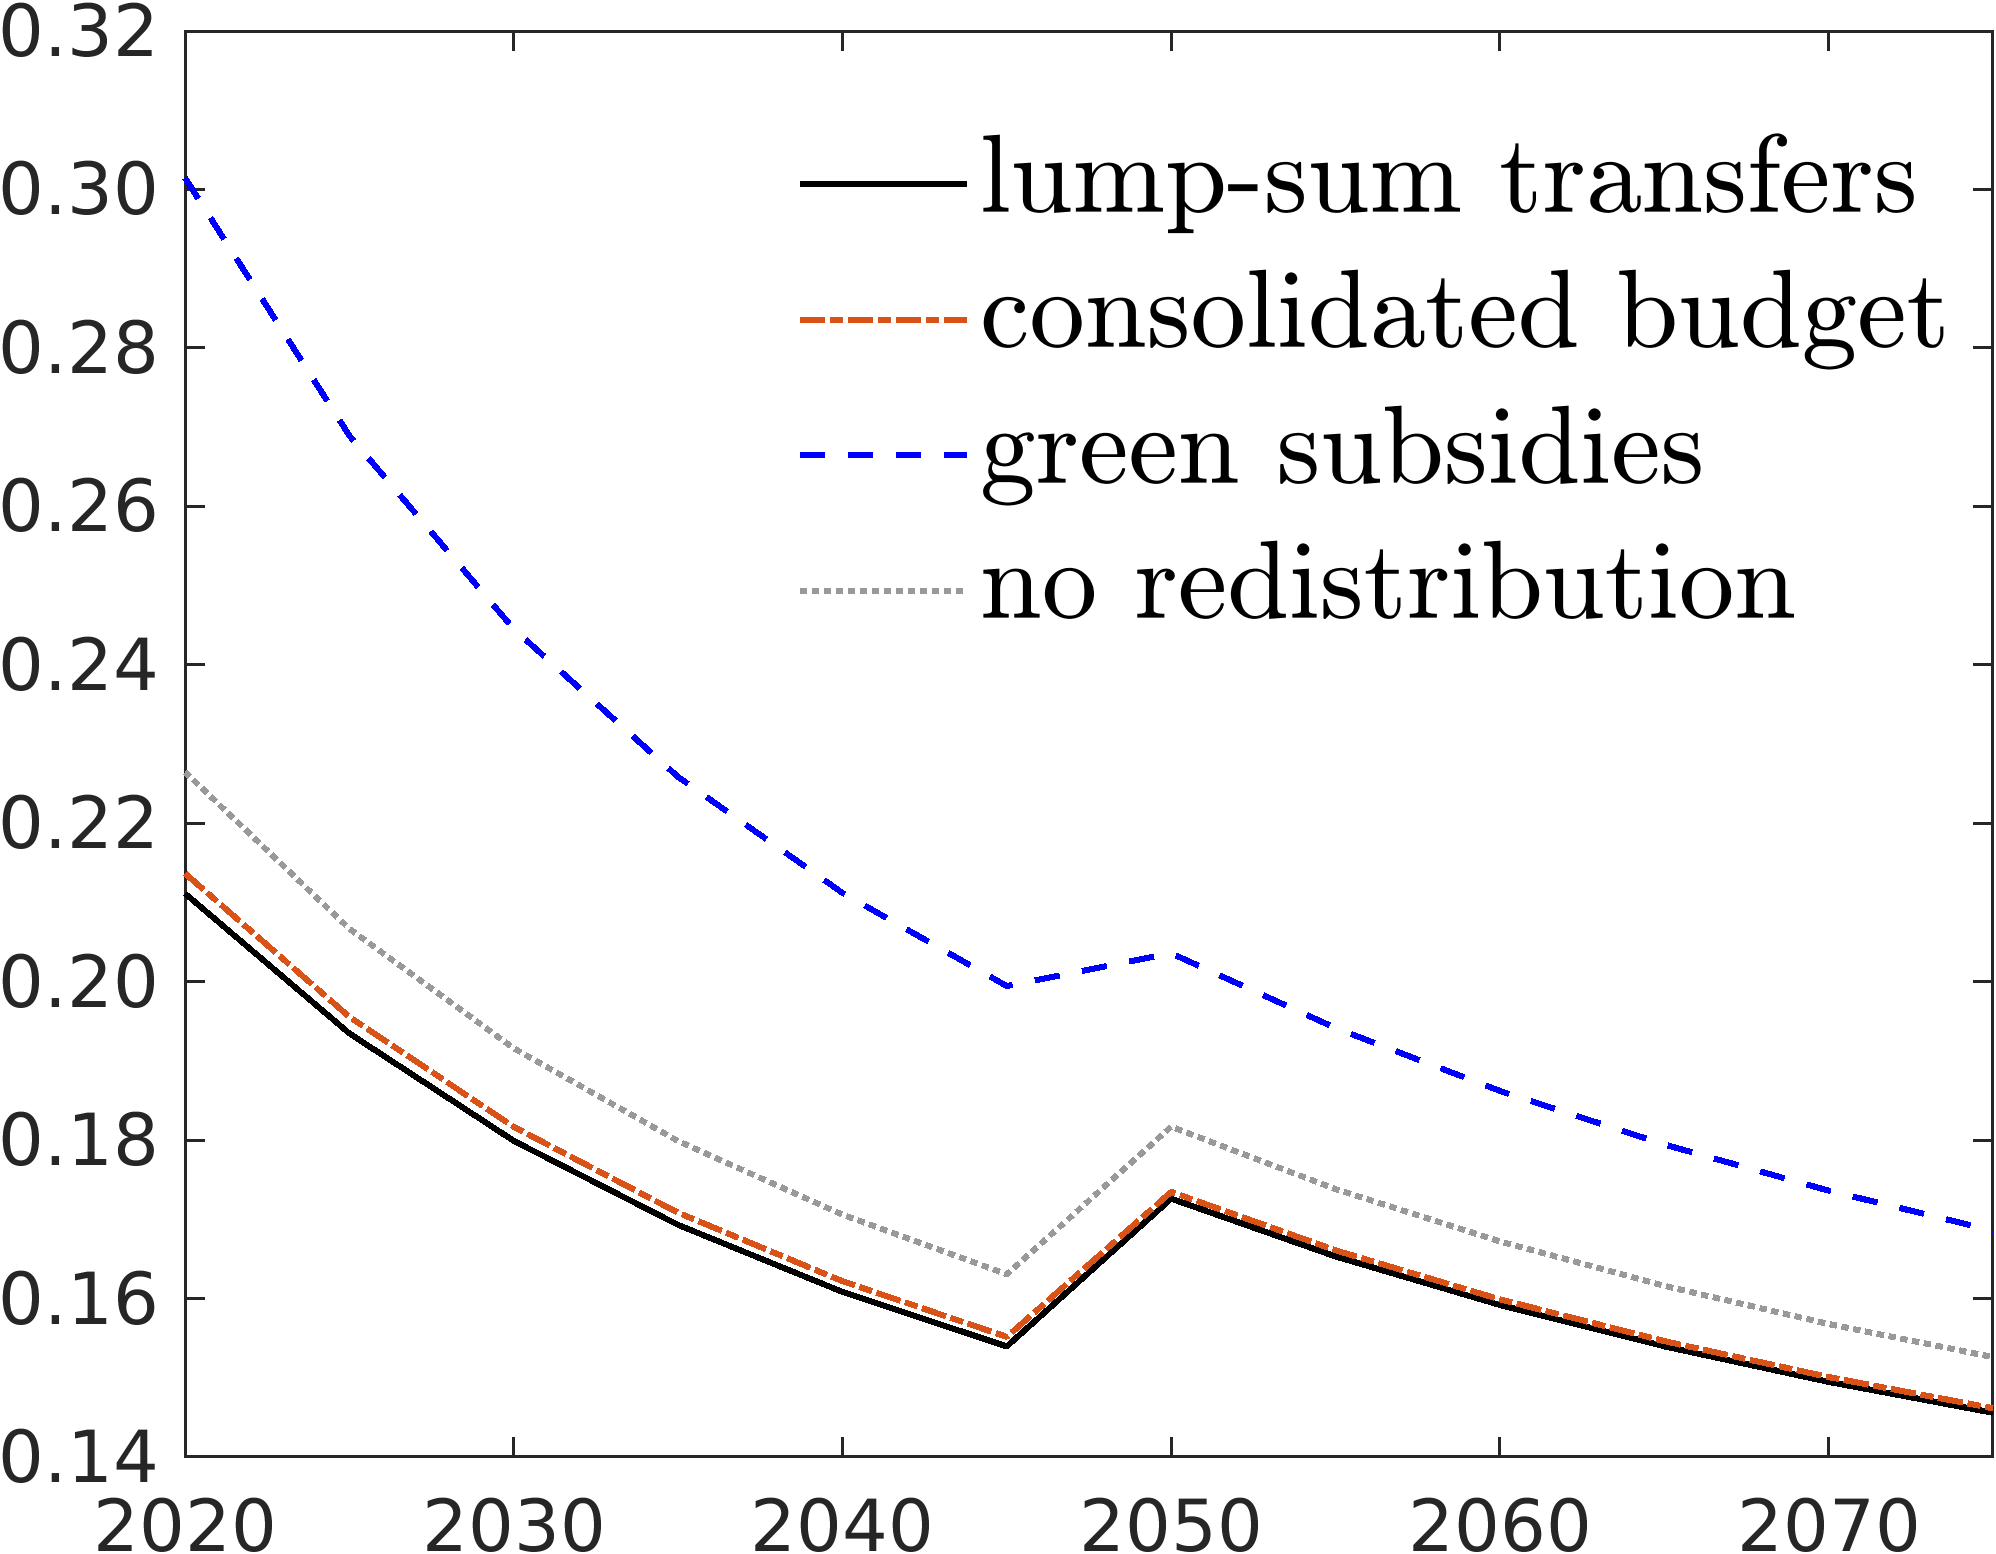 0.32
0.30
0.28
0.26
0.24
0.22
0.20
0.18
0.16
0.14
2020 2030 2040 2050 2060 2070
lump-sum transfers
consolidated budget
green subsidies
no redistribution